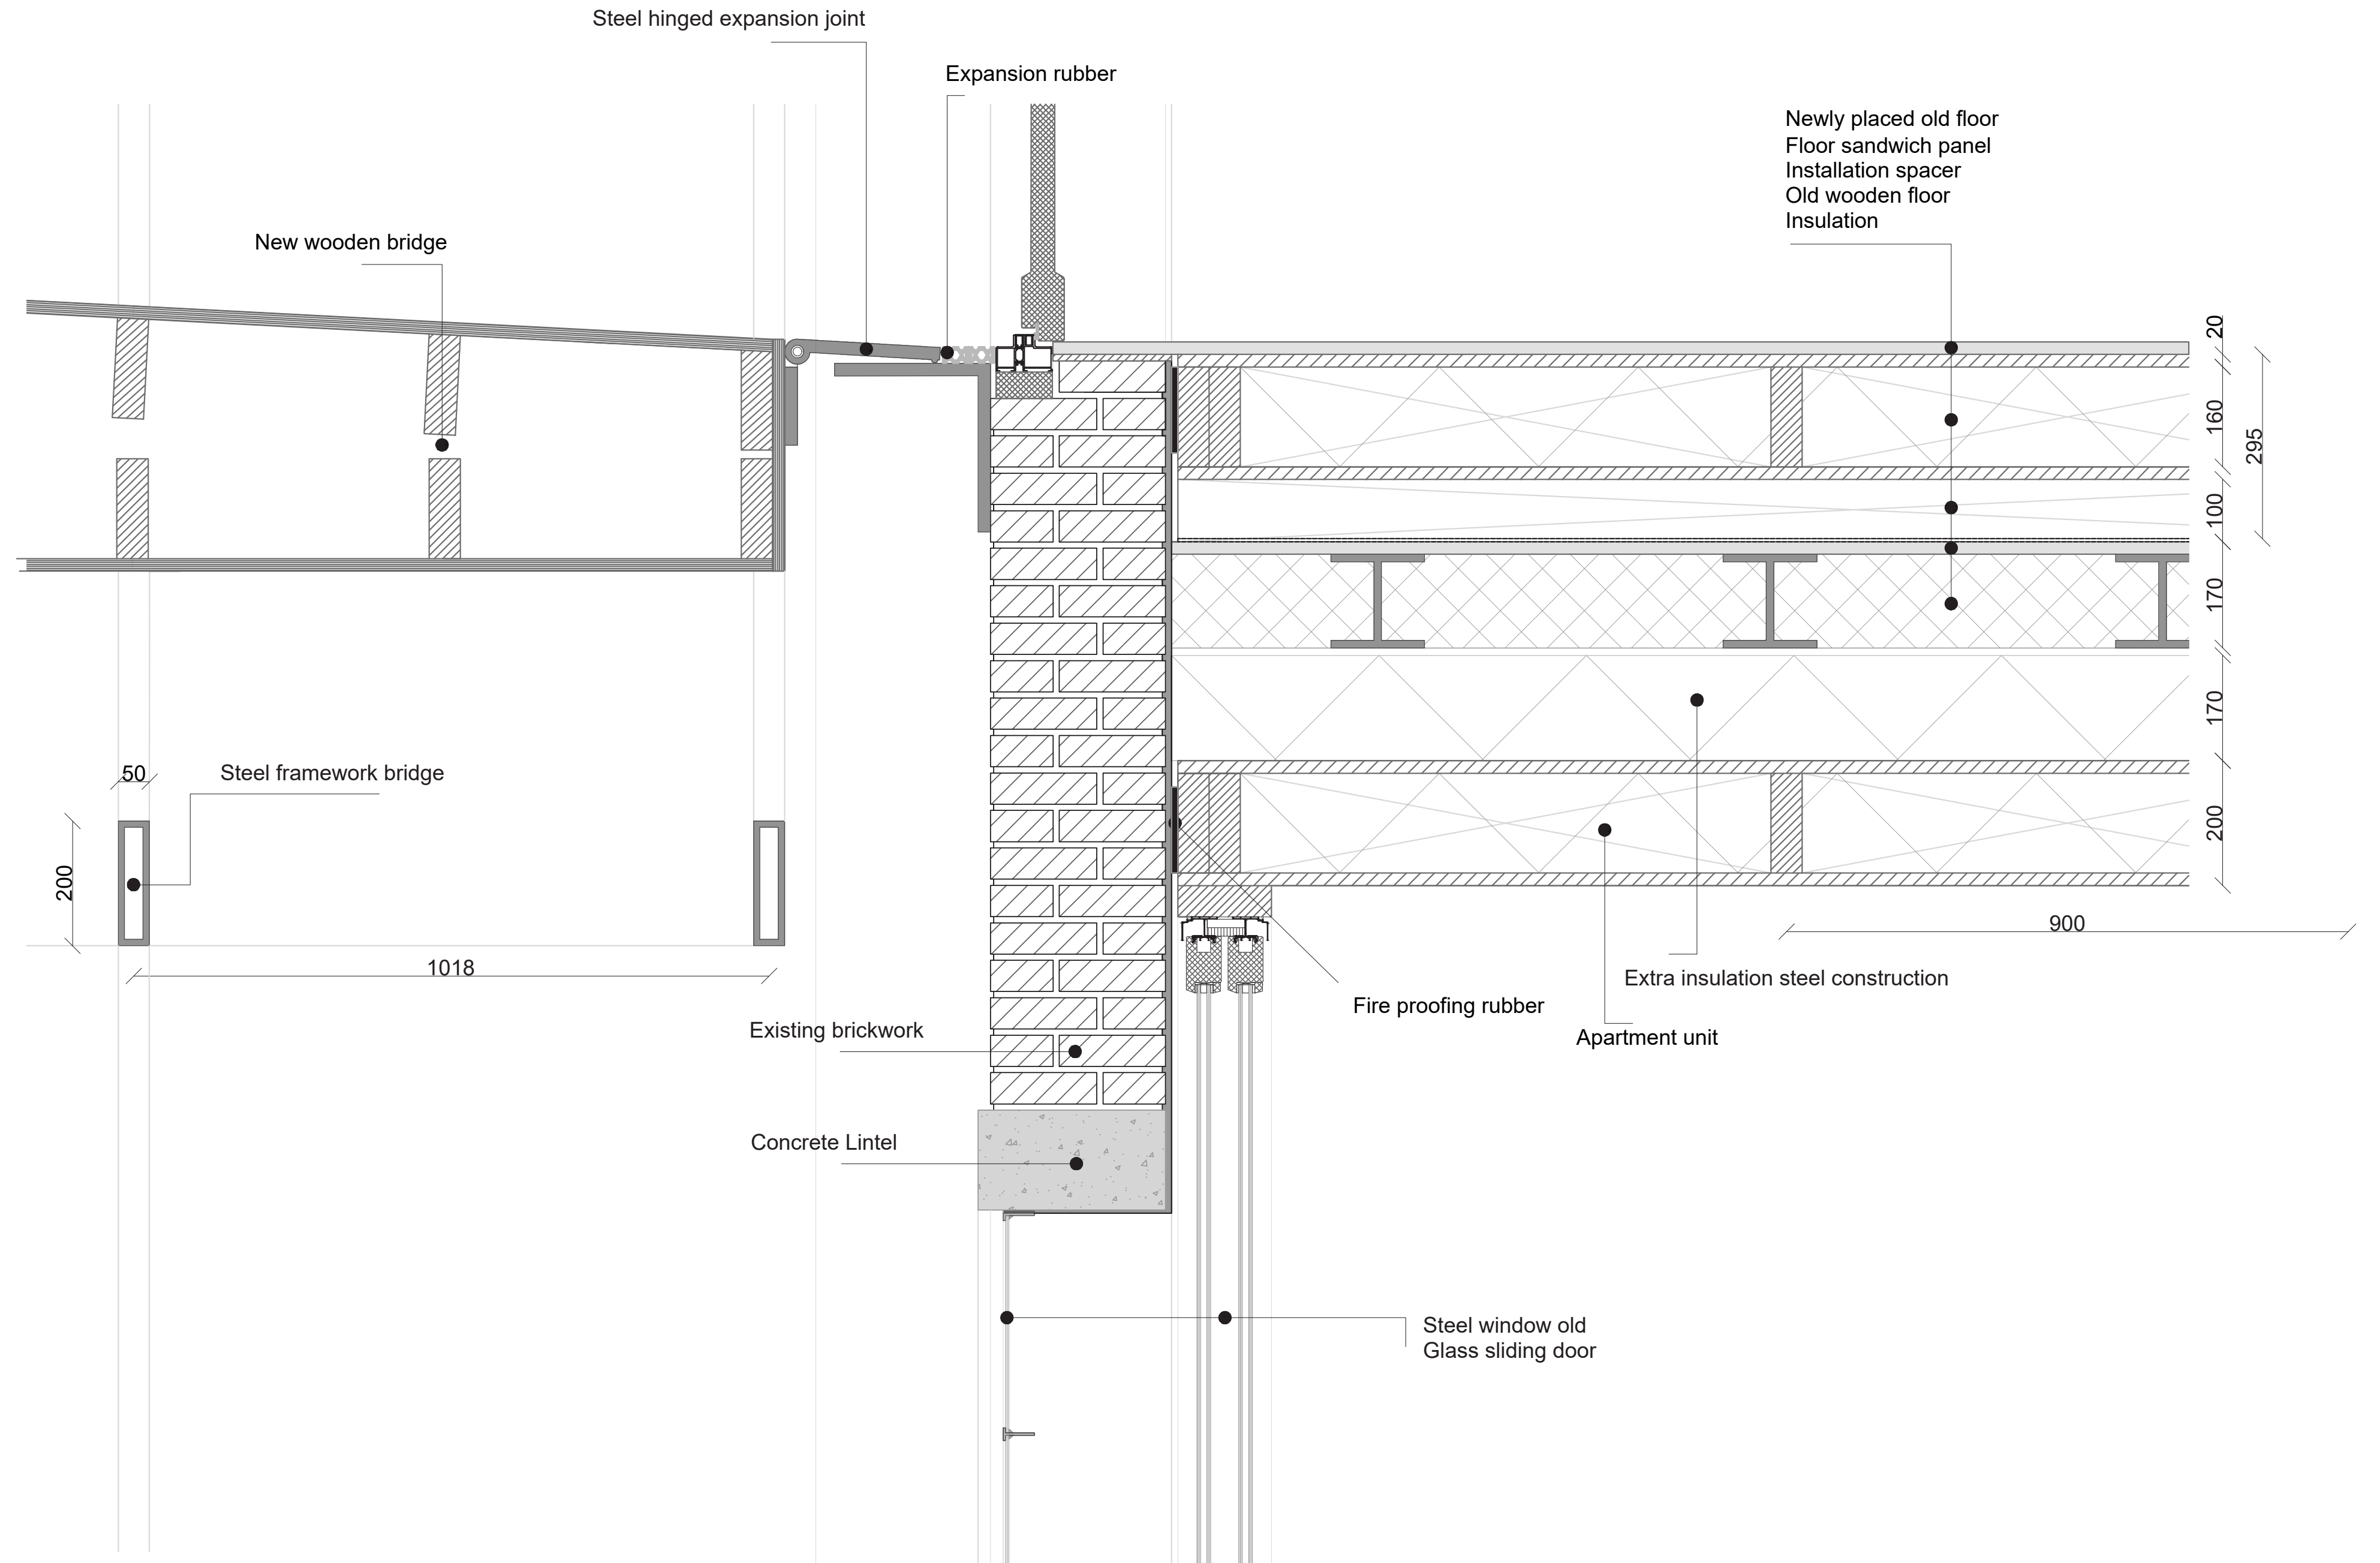 Steel hinged expansion joint
Expansion rubber
Newly placed old floor
Floor sandwich panel
Installation spacer
Old wooden floor
Insulation
New wooden bridge
20
160
295
100
170
170
200
50
Steel framework bridge
200
1018
900
Extra insulation steel construction
Fire proofing rubber
Apartment unit
Existing brickwork
Concrete Lintel
Steel window old
Glass sliding door